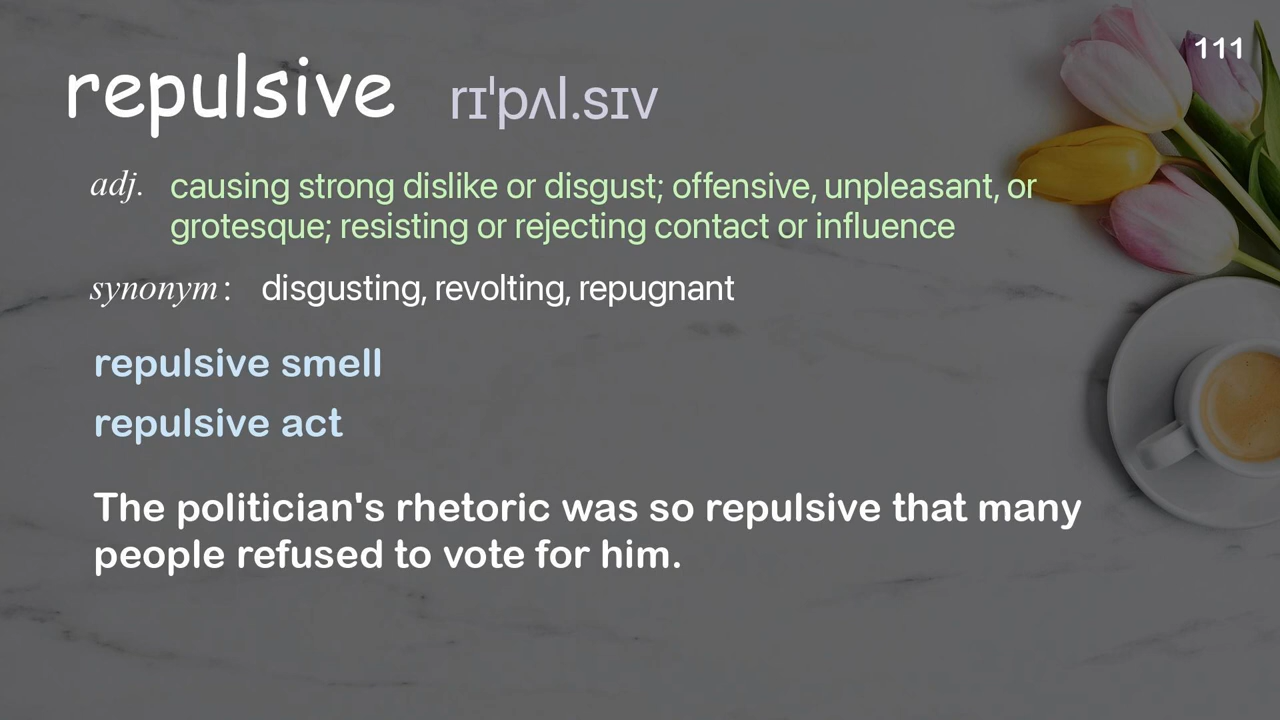 111
repulsive rɪˈpʌl.sɪv
adj. causing strong dislike or disgust; offensive, unpleasant, or
grotesque; resisting or rejecting contact or influence
synonym: disgusting, revolting, repugnant
repulsive smell
repulsive act
The politician's rhetoric was so repulsive that many
people refused to vote for him.